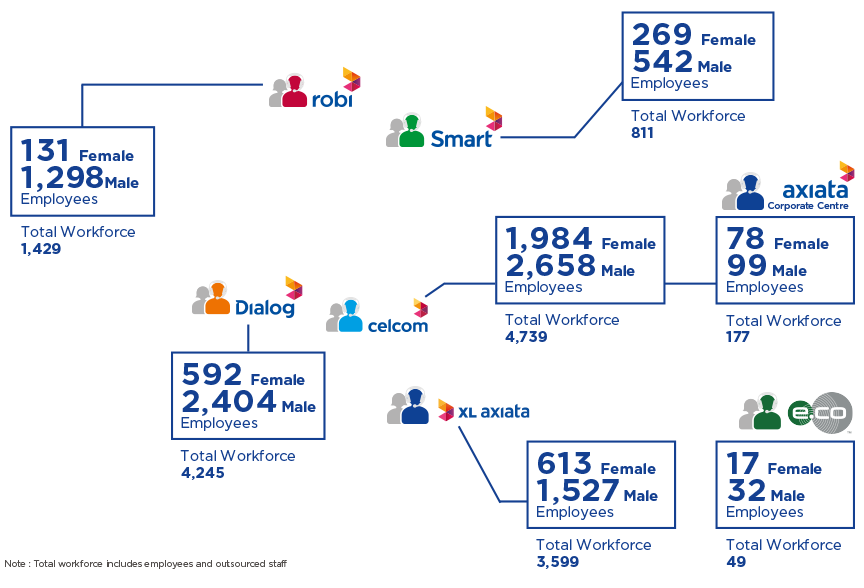 robi
131 Female
1,298 Male
Employees
Total Workforce
1,429
Smart
269 Female
542 Male
Employees
Total Workforce
811
axiata
Corporate Centre
78 Female
99 Male
Employees
Total Workforce
177
Dialog
592 Female
2,404 Male
Employees
Total Workforce
4,245
celcom
1,984 Female
2,658 Male
Employees
Total Workforce
4,739
XL axiata
613 Female
1,527 Male
Employees
Total Workforce
3,599
e.co
™
17 Female
32 Male
Employees
Total Workforce
49
Note : Total workforce includes employees and outsourced staff